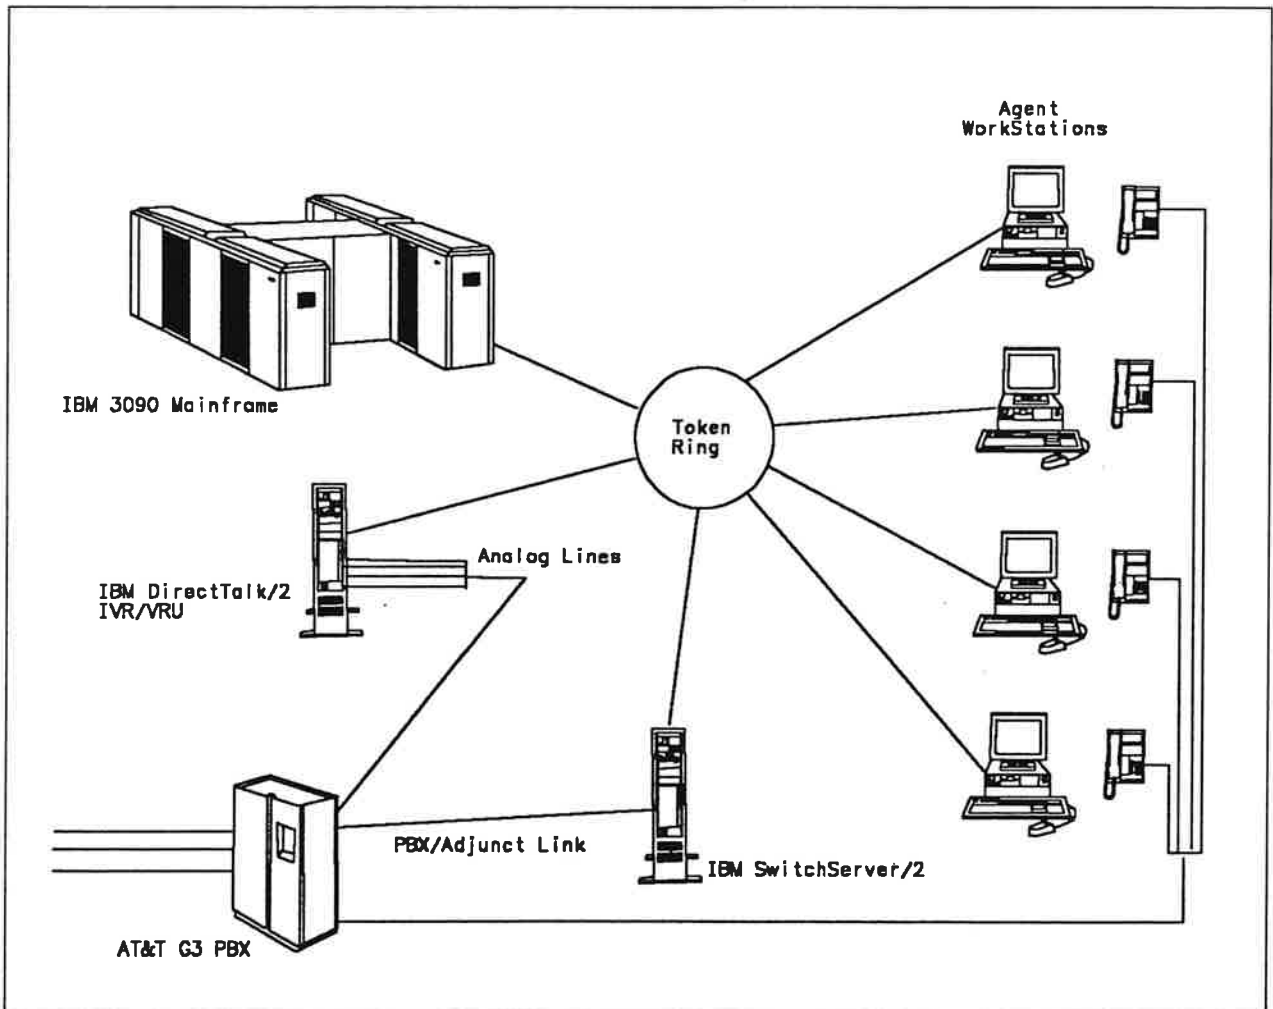 Agent
WorkStations
IBM 3090 Mainframe
Token
Ring
Analog Lines
IBM DirectTalk/2
IVR/VRU
PBX/Adjunct Link
IBM SwitchServer/2
AT&T G3 PBX